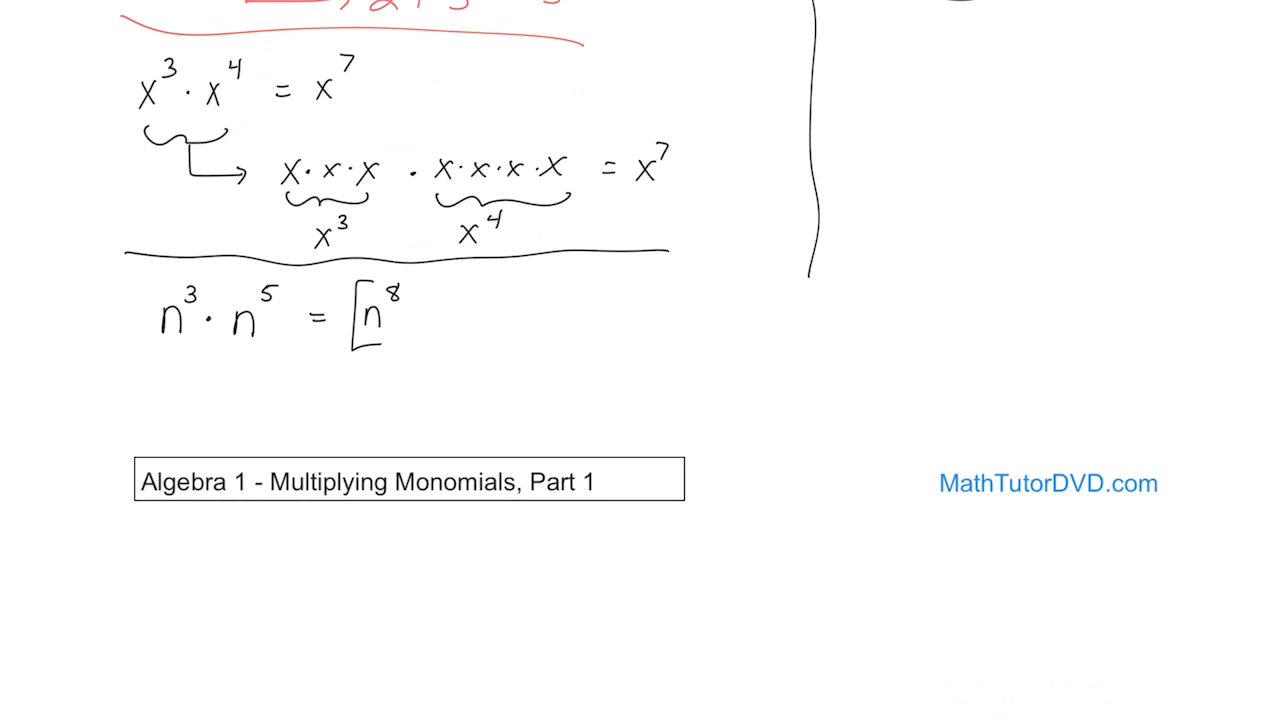 x³ · x⁴ = x⁷
x · x · x · x · x · x · x = x⁷
x³ x⁴
n³ · n⁵ = [n⁸
Algebra 1 - Multiplying Monomials, Part 1
MathTutorDVD.com